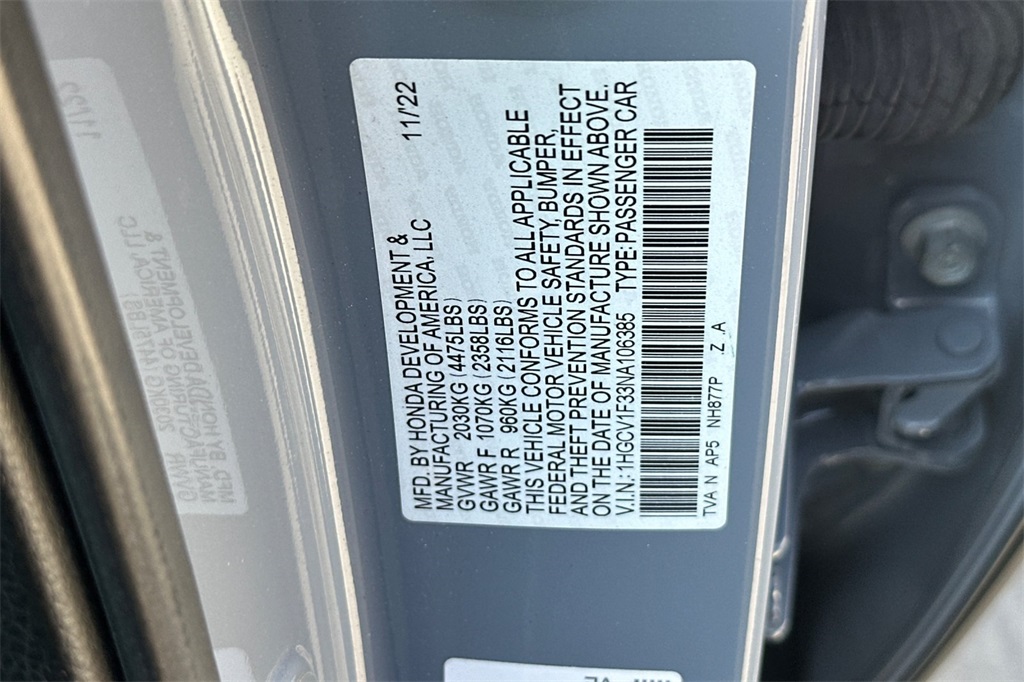 MFD. BY HONDA DEVELOPMENT & 11/'22
MANUFACTURING OF AMERICA, LLC
GVWR 2030KG (4475LBS)
GAWR F 1070KG (2358LBS)
GAWR R 960KG (2116LBS)
THIS VEHICLE CONFORMS TO ALL APPLICABLE
FEDERAL MOTOR VEHICLE SAFETY, BUMPER,
AND THEFT PREVENTION STANDARDS IN EFFECT
ON THE DATE OF MANUFACTURE SHOWN ABOVE.
V.I.N.: 1HGCV1F33NA106385 TYPE: PASSENGER CAR
TVA N AP5 NH877P .Z .A